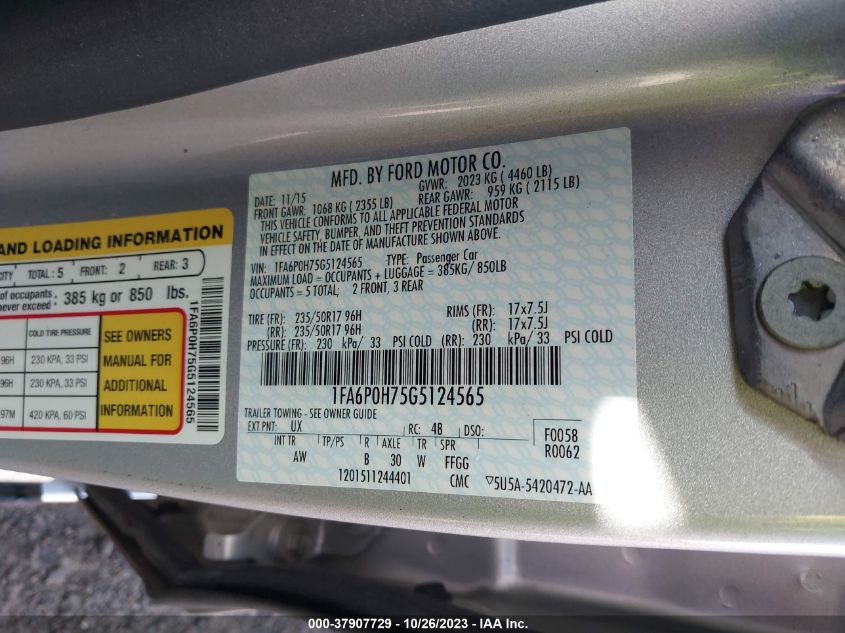 MFD. BY FORD MOTOR CO.
DATE: 11/15 GVWR: 2023 KG ( 4460 LB)
FRONT GAWR: 1068 KG ( 2355 LB) REAR GAWR: 959 KG ( 2115 LB)
THIS VEHICLE CONFORMS TO ALL APPLICABLE FEDERAL MOTOR
VEHICLE SAFETY, BUMPER, AND THEFT PREVENTION STANDARDS
IN EFFECT ON THE DATE OF MANUFACTURE SHOWN ABOVE.
VIN: 1FA6P0H75G5124565 TYPE: Passenger Car
MAXIMUM LOAD = OCCUPANTS + LUGGAGE = 385KG/ 850LB
OCCUPANTS = 5 TOTAL; 2 FRONT, 3 REAR
TIRE (FR): 235/50R17 96H RIMS (FR): 17x7.5J
(RR): 235/50R17 96H (RR): 17x7.5J
PRESSURE (FR): 230 kPa/ 33 PSI COLD (RR): 230 kPa/ 33 PSI COLD
1FA6P0H75G5124565
TRAILER TOWING - SEE OWNER GUIDE
EXT PNT: UX RC: 48 DSO:
F0058
R0062
INT TR TP/PS R AXLE TR SPR
AW B 30 W FFGG
1201511244401 CMC ▽5U5A-5420472-AA
AND LOADING INFORMATION
CITY TOTAL : 5 FRONT: 2 REAR: 3
of occupants
never exceed : 385 kg or 850 lbs.
COLD TIRE PRESSURE
96H 230 KPA, 33 PSI
96H 230 KPA, 33 PSI
97M 420 KPA, 60 PSI
SEE OWNERS
MANUAL FOR
ADDITIONAL
INFORMATION
1FA6P0H75G5124565
000-37907729 - 10/26/2023 - IAA Inc.